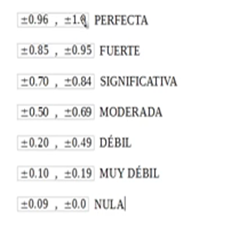 ±0.96 , ±1.0 PERFECTA
±0.85 , ±0.95 FUERTE
±0.70 , ±0.84 SIGNIFICATIVA
±0.50 , ±0.69 MODERADA
±0.20 , ±0.49 DÉBIL
±0.10 , ±0.19 MUY DÉBIL
±0.09 , ±0.0 NULA